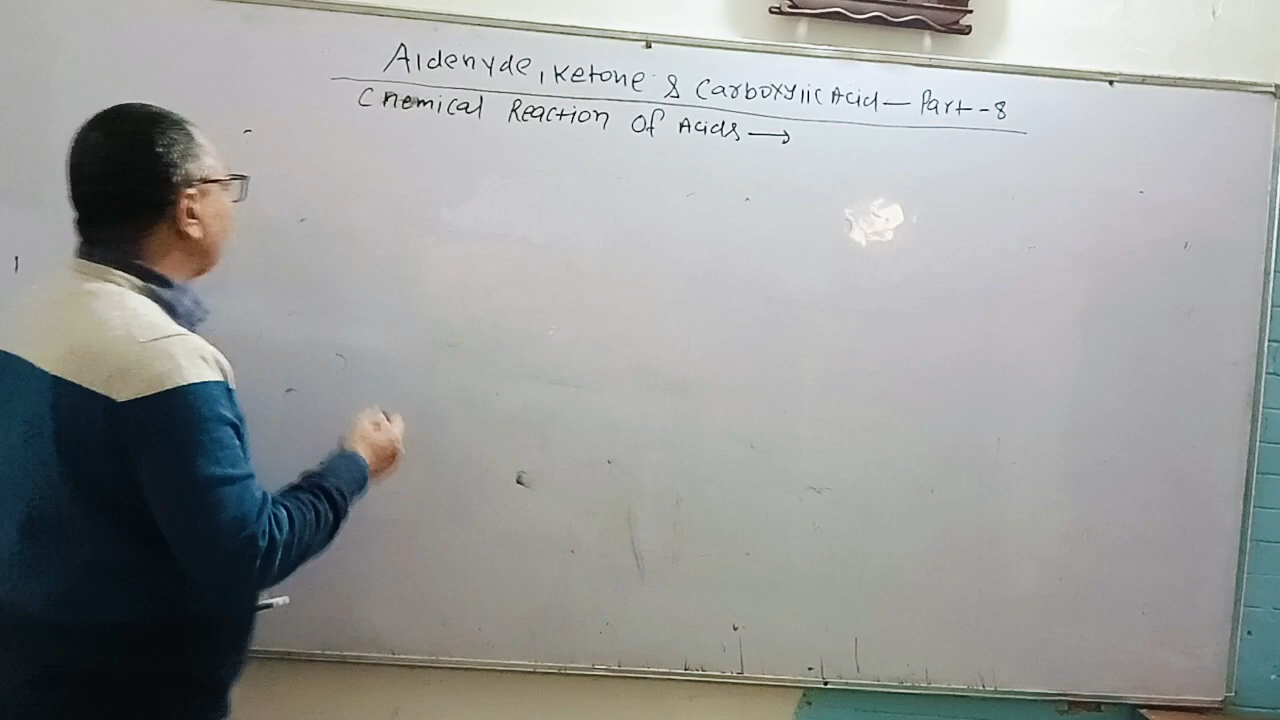 Aldehyde, Ketone & Carboxylic Acid — Part-8
Chemical Reaction Of Acids →